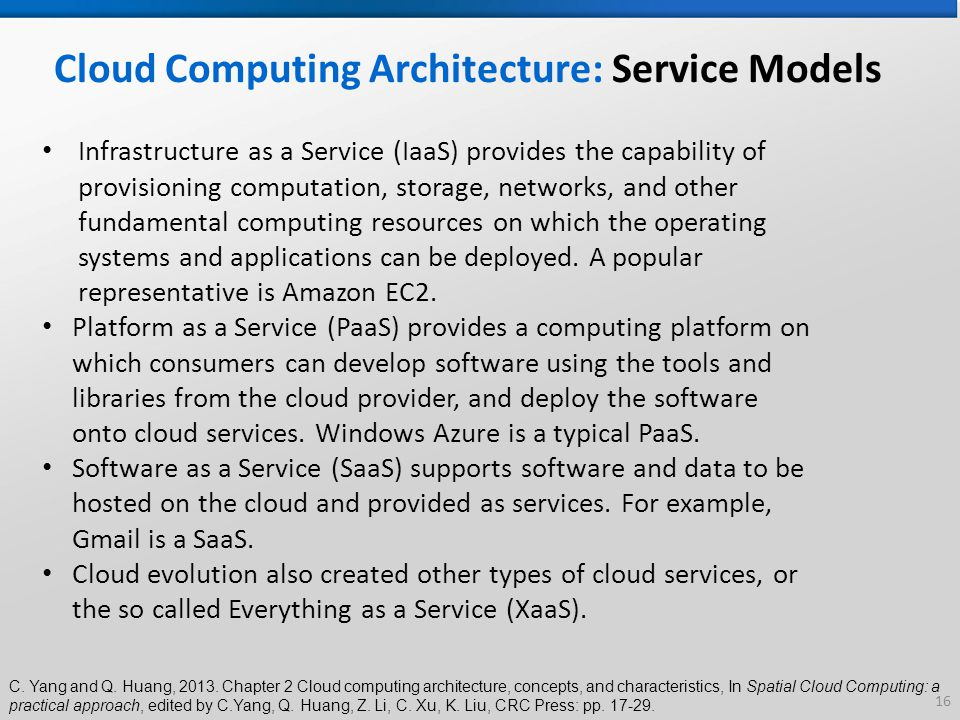 Cloud Computing Architecture: Service Models
• Infrastructure as a Service (IaaS) provides the capability of
provisioning computation, storage, networks, and other
fundamental computing resources on which the operating
systems and applications can be deployed. A popular
representative is Amazon EC2.
• Platform as a Service (PaaS) provides a computing platform on
which consumers can develop software using the tools and
libraries from the cloud provider, and deploy the software
onto cloud services. Windows Azure is a typical PaaS.
• Software as a Service (SaaS) supports software and data to be
hosted on the cloud and provided as services. For example,
Gmail is a SaaS.
• Cloud evolution also created other types of cloud services, or
the so called Everything as a Service (XaaS).
C. Yang and Q. Huang, 2013. Chapter 2 Cloud computing architecture, concepts, and characteristics, In Spatial Cloud Computing: a
practical approach, edited by C.Yang, Q. Huang, Z. Li, C. Xu, K. Liu, CRC Press: pp. 17-29.
16